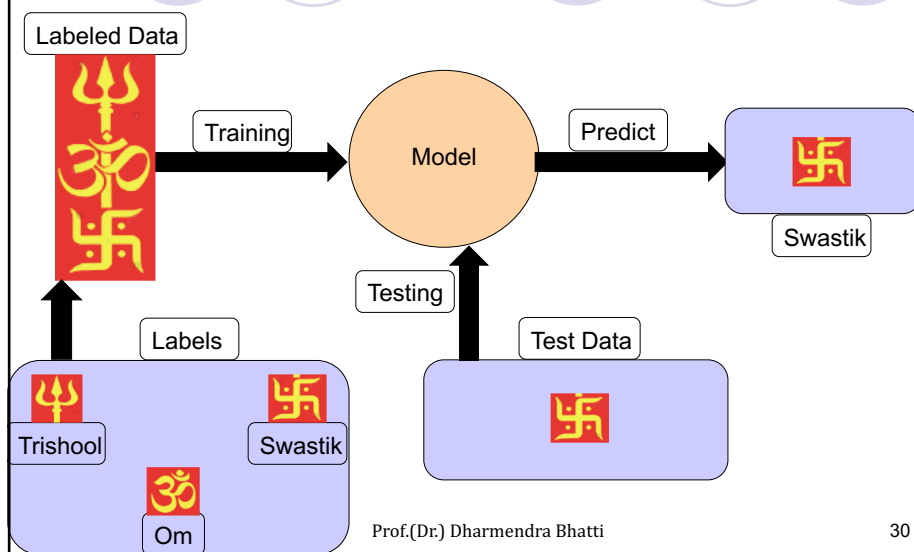 Labeled Data
Training
Model
Predict
Swastik
Testing
Labels
Test Data
Trishool
Swastik
Om
ॐ
ॐ
Prof.(Dr.) Dharmendra Bhatti
30